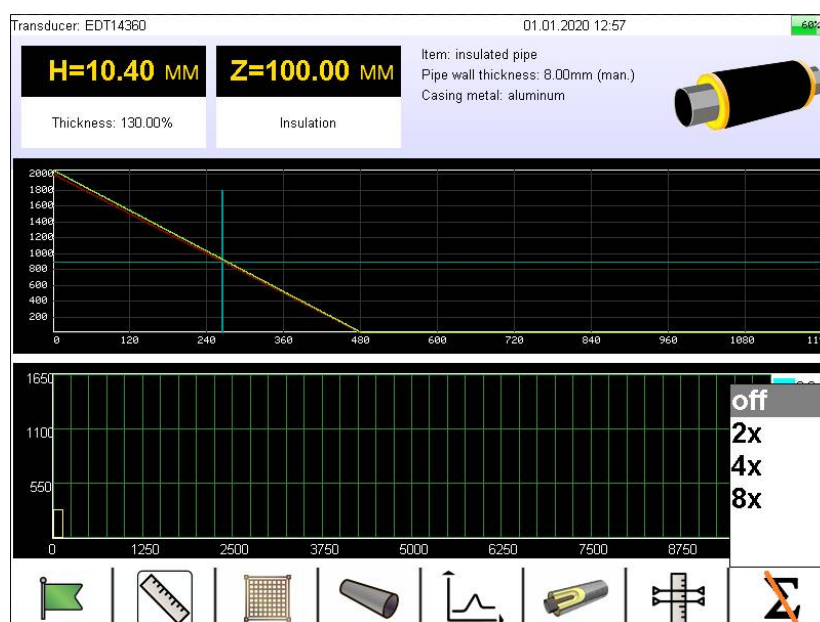 Transducer: EDT14360 01.01.2020 12:57 60%
H=10.40 MM Z=100.00 MM
Thickness: 130.00% Insulation
Item: insulated pipe
Pipe wall thickness: 8.00mm (man.)
Casing metal: aluminum
2000
1800
1600
1400
1200
1000
800
600
400
200
0 120 240 360 480 600 720 840 960 1080
1650
1100
550
0 1250 2500 3750 5000 6250 7500 8750
off
2x
4x
8x
Σ